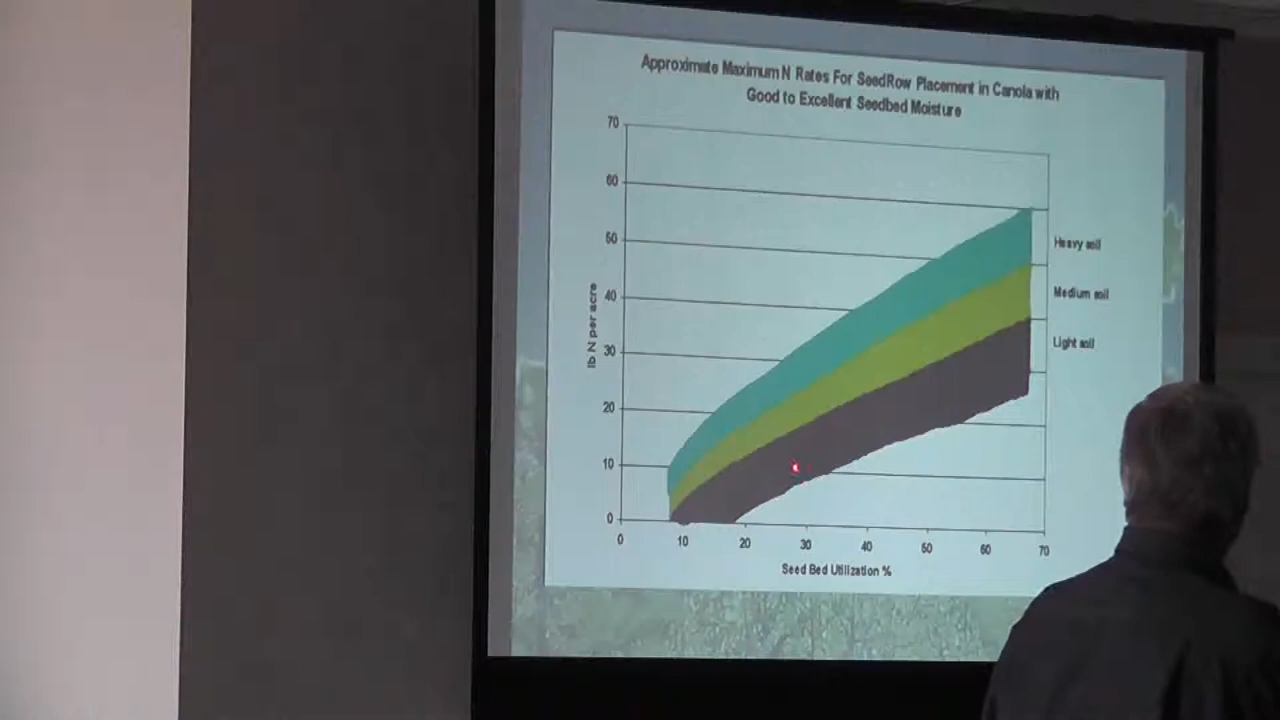 Approximate Maximum N Rates For SeedRow Placement in Canola with
Good to Excellent Seedbed Moisture
70
60
50
40
30
20
10
0
lb N per acre
Heavy soil
Medium soil
Light soil
0 10 20 30 40 50 60 70
Seed Bed Utilization %